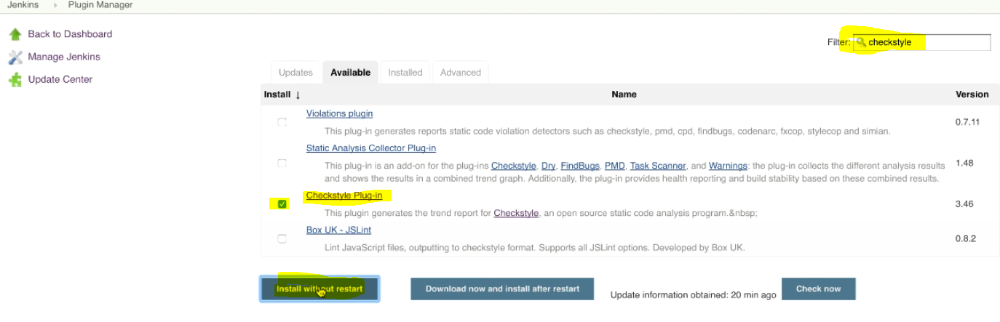 Jenkins Plugin Manager
Back to Dashboard
Manage Jenkins
Update Center
Filter: checkstyle
Updates Available Installed Advanced
Install ↓ Name Version
Violations plugin
This plug-in generates reports static code violation detectors such as checkstyle, pmd, cpd, findbugs, codenarc, fxcop, stylecop and simian.
0.7.11
Static Analysis Collector Plug-in
This plug-in is an add-on for the plug-ins Checkstyle, Dry, FindBugs, PMD, Task Scanner, and Warnings: the plug-in collects the different analysis results
and shows the results in a combined trend graph. Additionally, the plug-in provides health reporting and build stability based on these combined results.
1.48
Checkstyle Plug-in
This plugin generates the trend report for Checkstyle, an open source static code analysis program.&nbsp;
3.46
Box UK - JSLint
Lint JavaScript files, outputting to checkstyle format. Supports all JSLint options. Developed by Box UK.
0.8.2
Install without restart Download now and install after restart Update information obtained: 20 min ago Check now